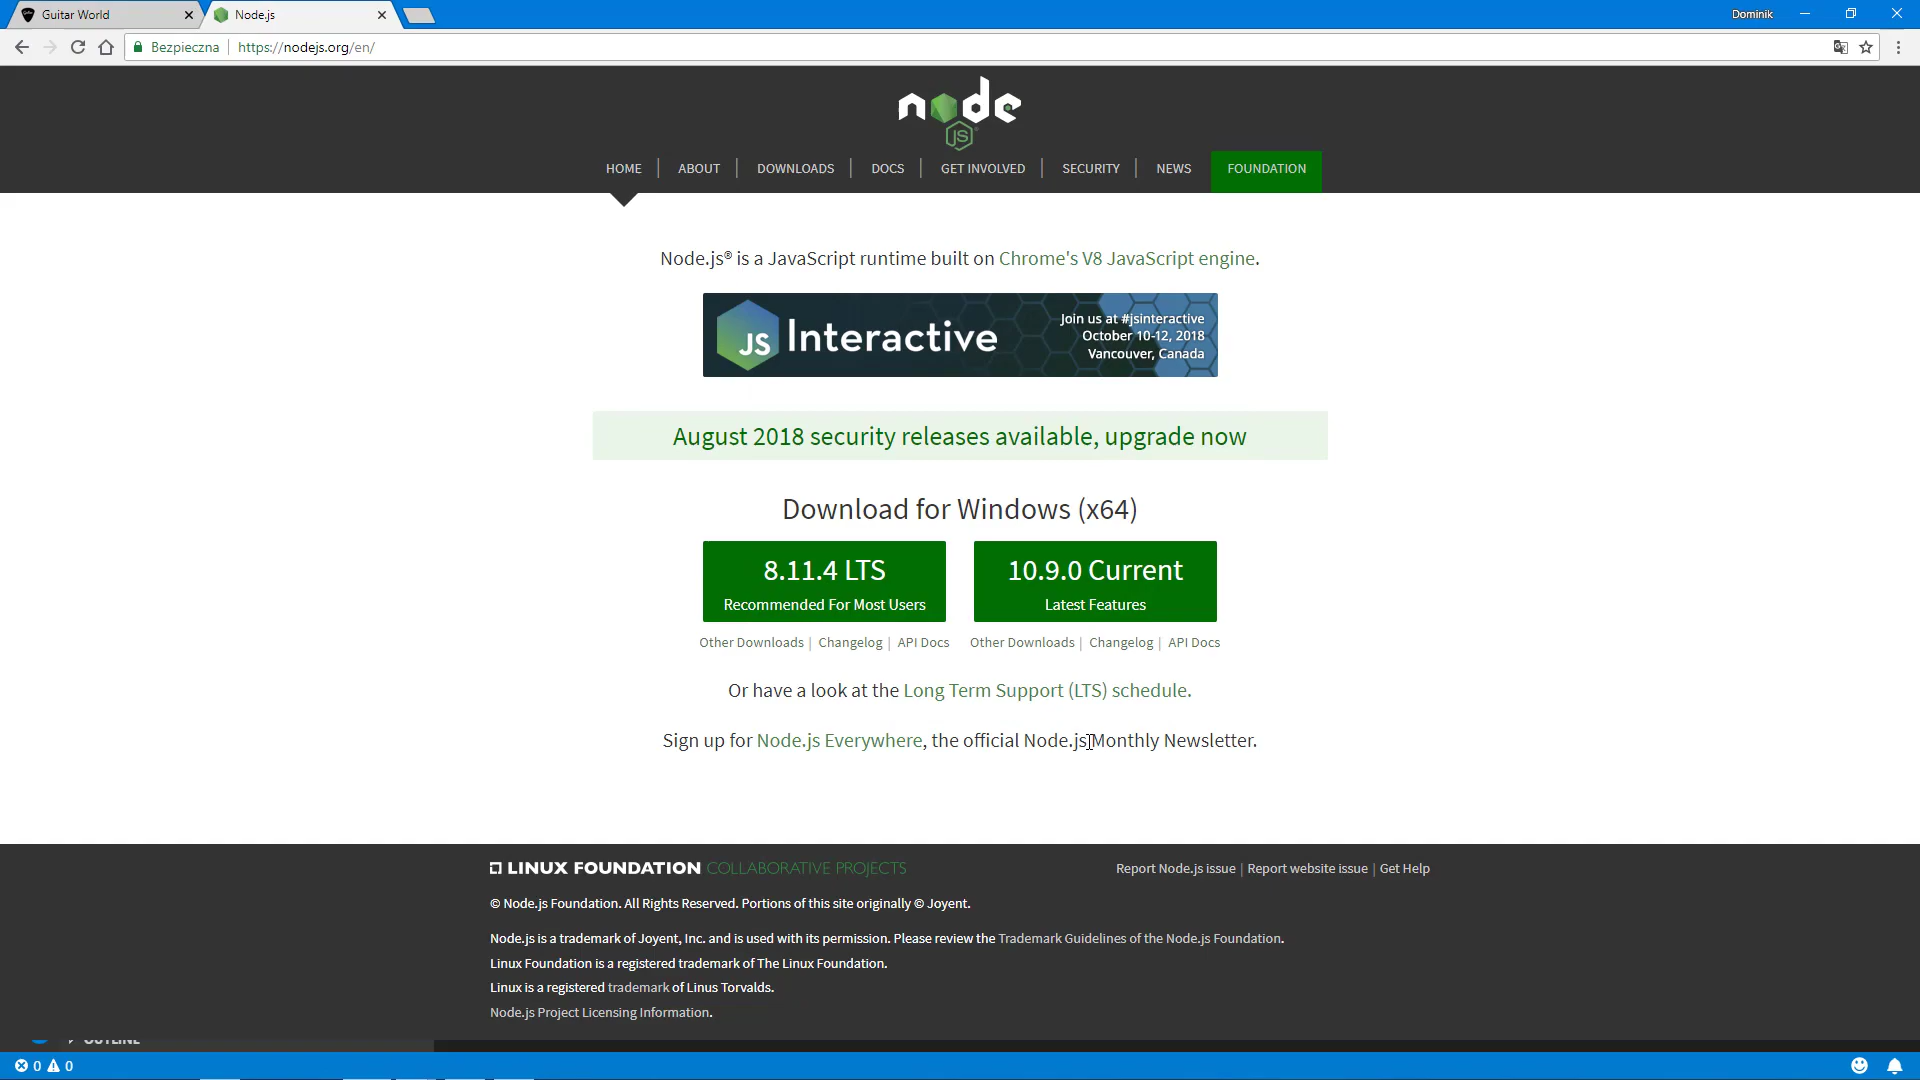 Guitar World
Node.js
Dominik
Bezpieczna
https://nodejs.org/en/
node
JS
HOME
ABOUT
DOWNLOADS
DOCS
GET INVOLVED
SECURITY
NEWS
FOUNDATION
Node.js® is a JavaScript runtime built on Chrome's V8 JavaScript engine.
JS Interactive
Join us at #jsinteractive
October 10-12, 2018
Vancouver, Canada
August 2018 security releases available, upgrade now
Download for Windows (x64)
8.11.4 LTS
Recommended For Most Users
10.9.0 Current
Latest Features
Other Downloads | Changelog | API Docs
Other Downloads | Changelog | API Docs
Or have a look at the Long Term Support (LTS) schedule.
Sign up for Node.js Everywhere, the official Node.js Monthly Newsletter.
LINUX FOUNDATION COLLABORATIVE PROJECTS
Report Node.js issue | Report website issue | Get Help
© Node.js Foundation. All Rights Reserved. Portions of this site originally © Joyent.
Node.js is a trademark of Joyent, Inc. and is used with its permission. Please review the Trademark Guidelines of the Node.js Foundation.
Linux Foundation is a registered trademark of The Linux Foundation.
Linux is a registered trademark of Linus Torvalds.
Node.js Project Licensing Information.
OUTLINE
0 0